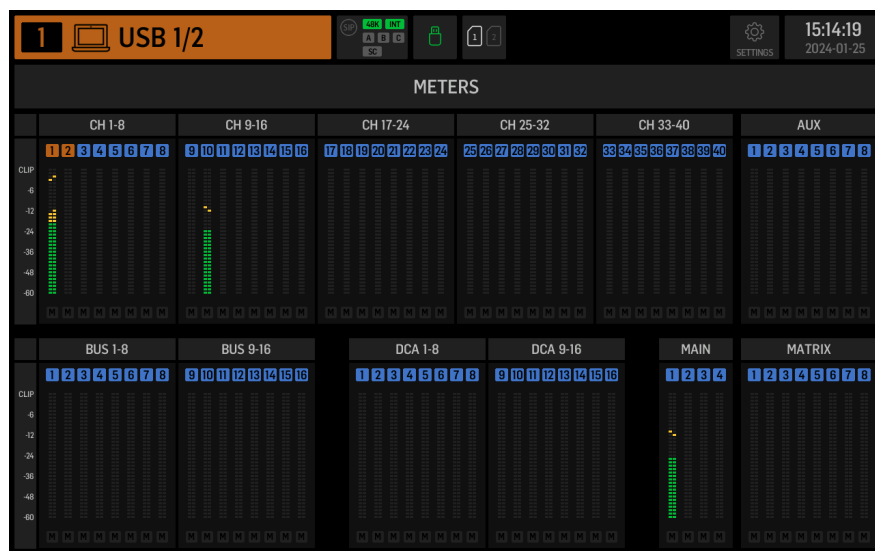 1 USB 1/2 SIP 48K INT A B C SC 1 2 SETTINGS 15:14:19 2024-01-25
METERS
CH 1-8 CH 9-16 CH 17-24 CH 25-32 CH 33-40 AUX
1 2 3 4 5 6 7 8 9 10 11 12 13 14 15 16 17 18 19 20 21 22 23 24 25 26 27 28 29 30 31 32 33 34 35 36 37 38 39 40 1 2 3 4 5 6 7 8
CLIP
-6
-12
-24
-36
-48
-60
M M M M M M M M M M M M M M M M M M M M M M M M M M M M M M M M M M M M M M M M M M M M M M M M
BUS 1-8 BUS 9-16 DCA 1-8 DCA 9-16 MAIN MATRIX
1 2 3 4 5 6 7 8 9 10 11 12 13 14 15 16 1 2 3 4 5 6 7 8 9 10 11 12 13 14 15 16 1 2 3 4 1 2 3 4 5 6 7 8
CLIP
-6
-12
-24
-36
-48
-60
M M M M M M M M M M M M M M M M M M M M M M M M M M M M M M M M M M M M M M M M M M M M